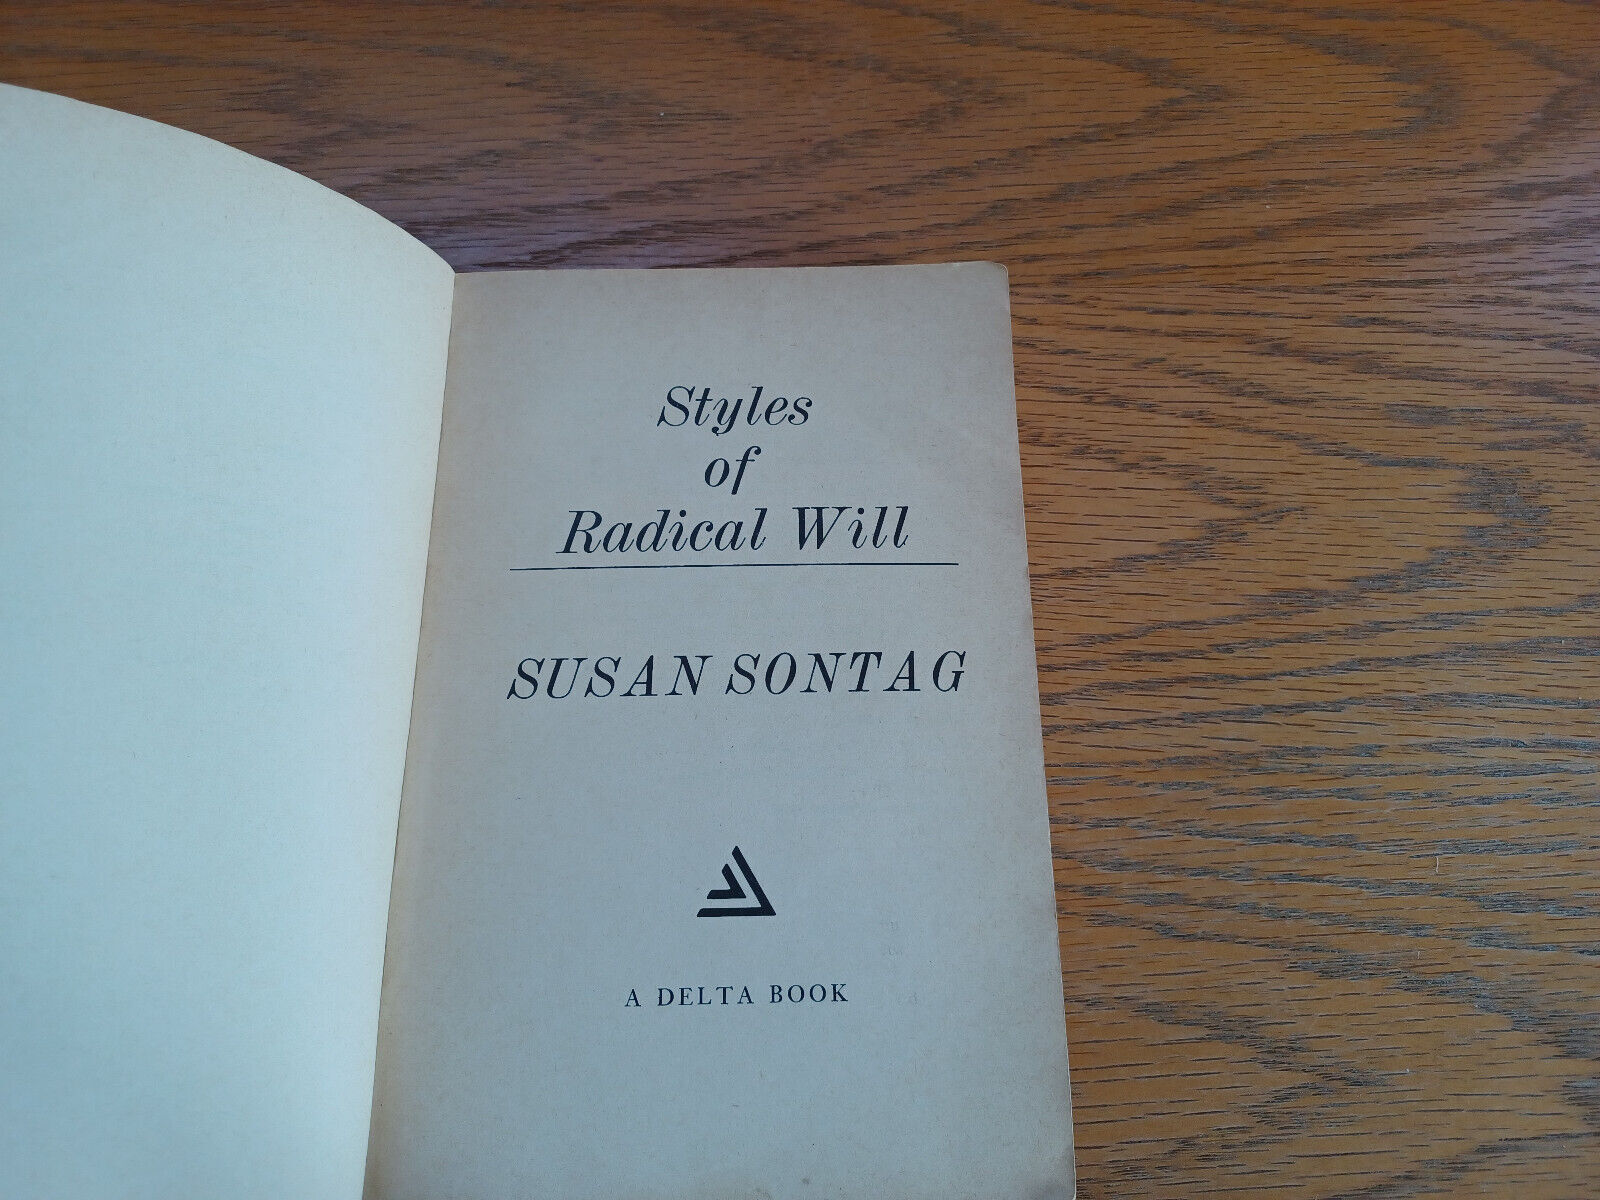 Styles
of
Radical Will
SUSAN SONTAG
A DELTA BOOK